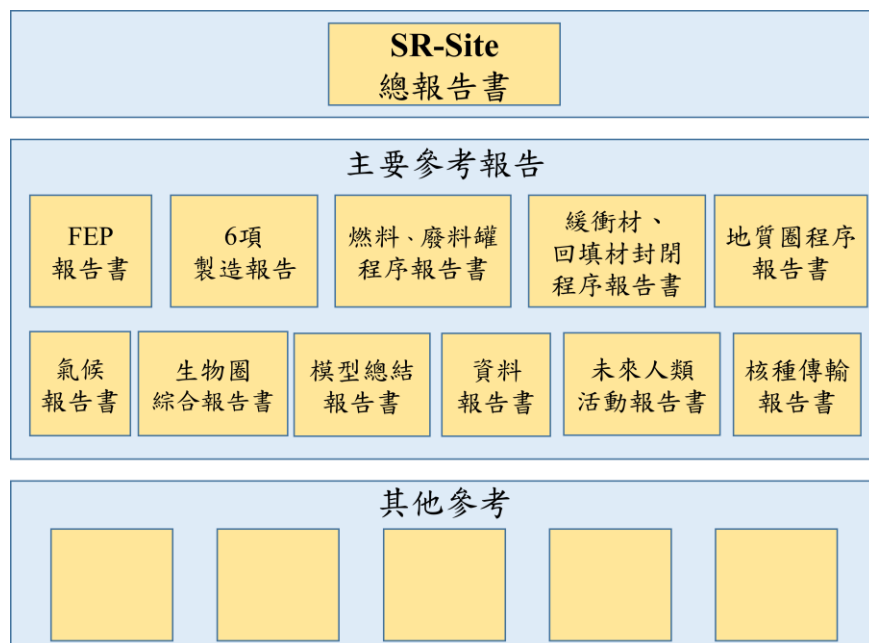 SR-Site
總報告書
主要參考報告
FEP
報告書
6項
製造報告
燃料、廢料罐
程序報告書
緩衝材、
回填材封閉
程序報告書
地質圈程序
報告書
氣候
報告書
生物圈
綜合報告書
模型總結
報告書
資料
報告書
未來人類
活動報告書
核種傳輸
報告書
其他參考